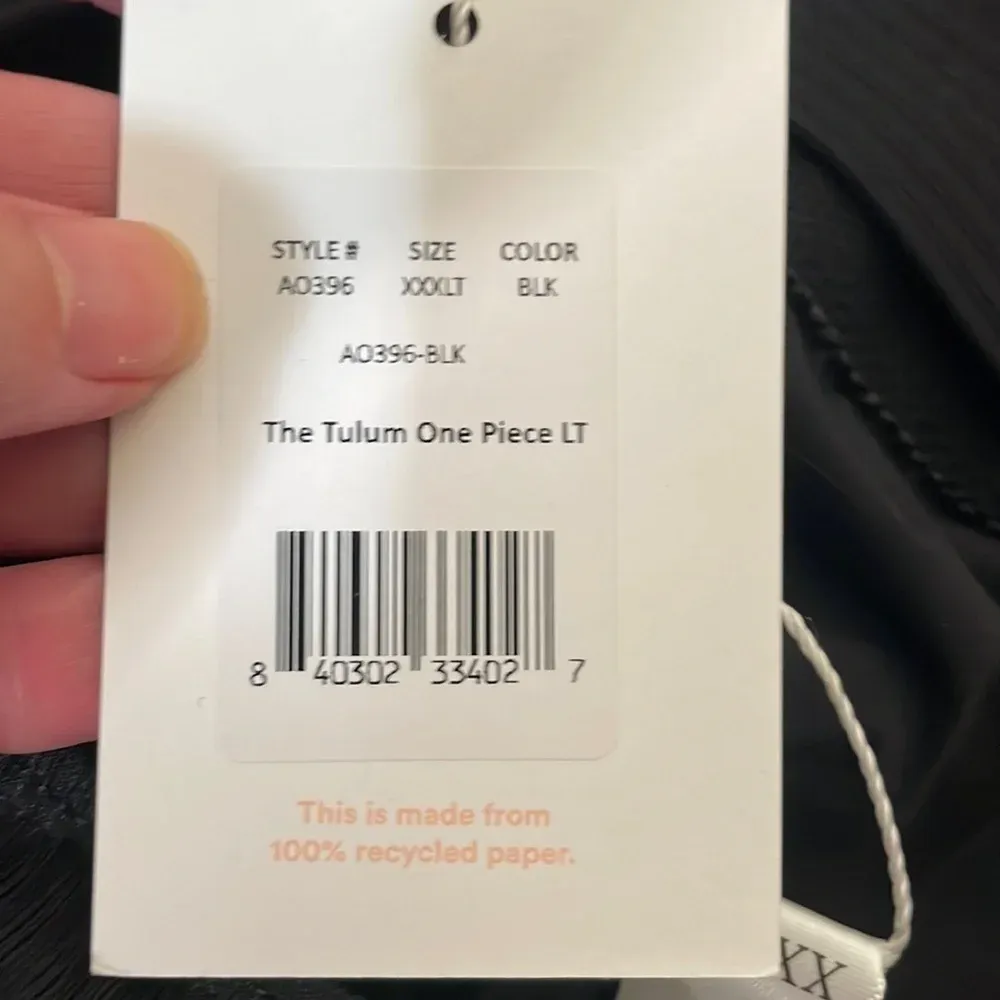 STYLE # SIZE COLOR
AO396 XXXLT BLK
AO396-BLK
The Tulum One Piece LT
8 40302 33402 7
This is made from
100% recycled paper.
XX